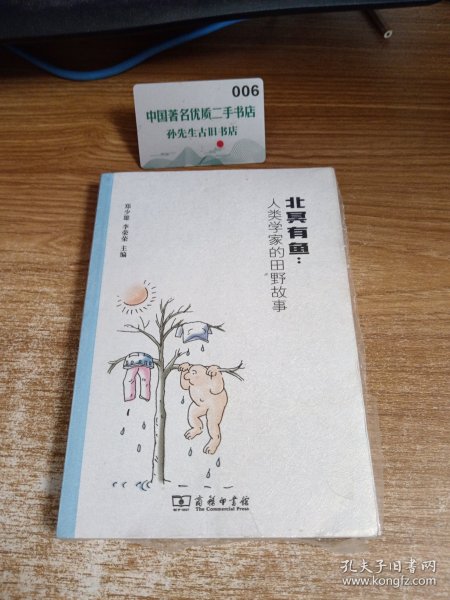 006
中国著名优质二手书店
孙先生古旧书店
北冥有鱼：
人类学家的田野故事
郑少雄 李荣荣 主编
商务印书馆
The Commercial Press
孔夫子旧书网
www.kongfz.com